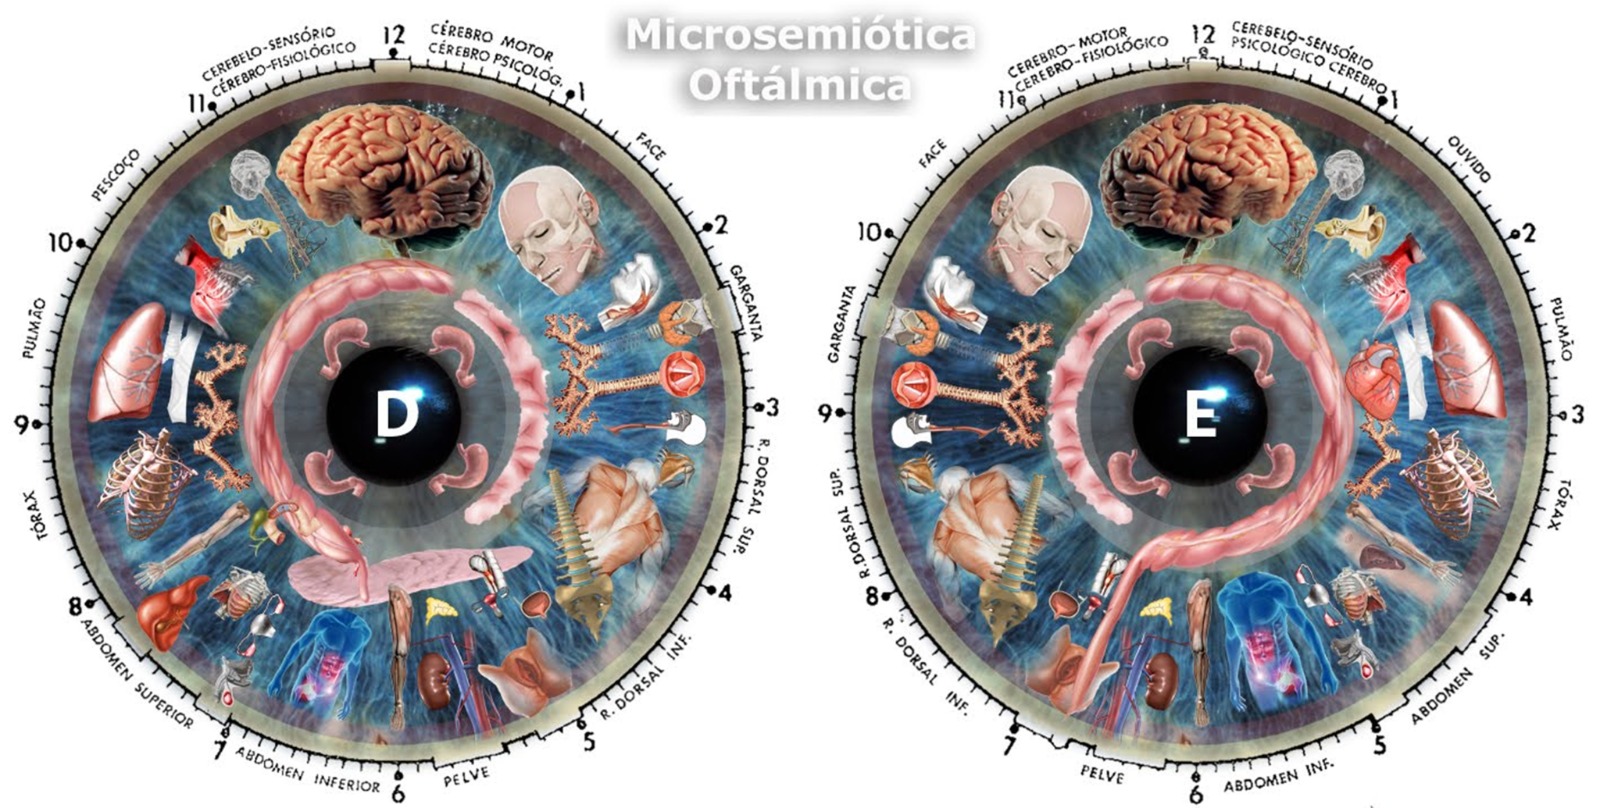 Microsemiótica
Oftálmica
12
CÉREBRO MOTOR
CÉREBRO PSICOLÓG.
1
FACE
2
GARGANTA
3
R. DORSAL SUP.
4
R. DORSAL INF.
5
PELVE
6
ABDOMEN INFERIOR
7
ABDOMEN SUPERIOR
8
TÓRAX
9
PULMÃO
10
PESCOÇO
11
CEREBELO-SENSÓRIO
CÉREBRO-FISIOLÓGICO
D
12
CEREBELO-SENSÓRIO
PSICOLÓGICO CEREBRO
1
OUVIDO
2
PULMÃO
3
TÓRAX
4
ABDOMEN SUP.
5
ABDOMEN INF.
6
PELVE
7
R. DORSAL INF.
8
R. DORSAL SUP.
9
GARGANTA
10
FACE
11
CEREBRO-MOTOR
CEREBRO-FISIOLÓGICO
E